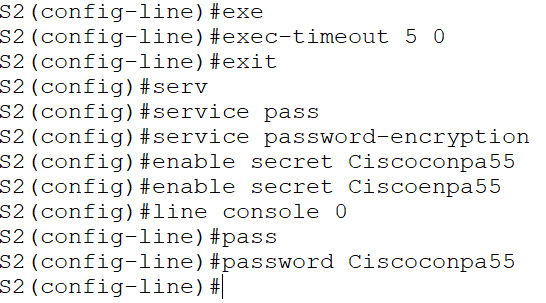 S2(config-line)#exe
S2(config-line)#exec-timeout 5 0
S2(config-line)#exit
S2(config)#serv
S2(config)#service pass
S2(config)#service password-encryption
S2(config)#enable secret Ciscoconpa55
S2(config)#enable secret Ciscoenpa55
S2(config)#line console 0
S2(config-line)#pass
S2(config-line)#password Ciscoconpa55
S2(config-line)#